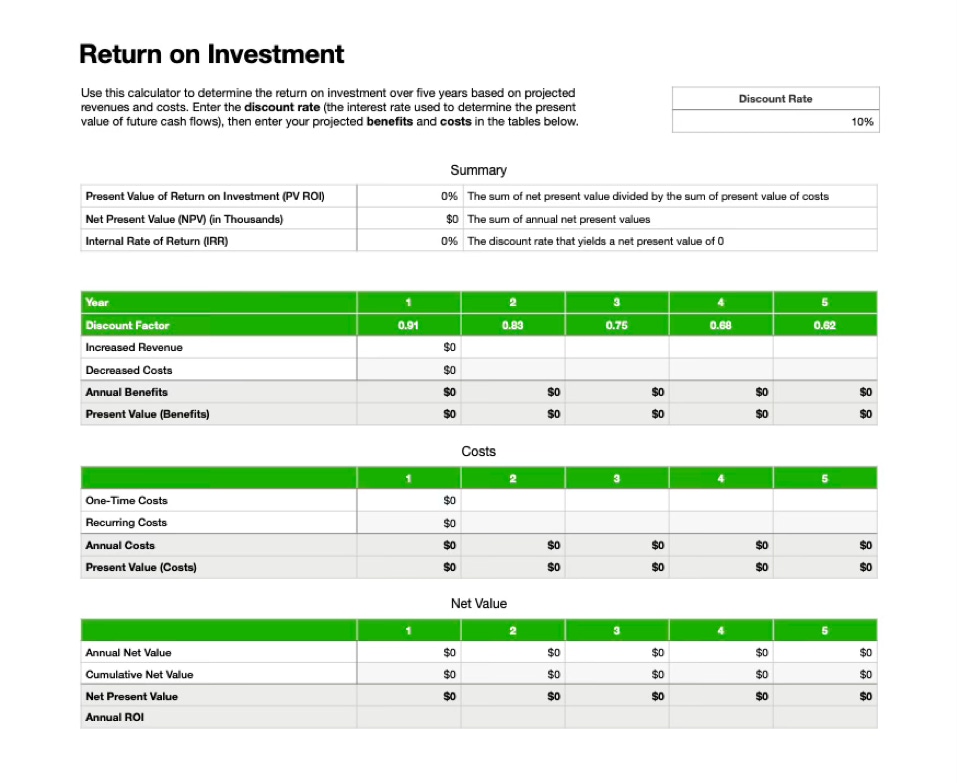 Return on Investment
Use this calculator to determine the return on investment over five years based on projected
revenues and costs. Enter the discount rate (the interest rate used to determine the present
value of future cash flows), then enter your projected benefits and costs in the tables below.
Discount Rate
10%
Summary
Present Value of Return on Investment (PV ROI) 0% The sum of net present value divided by the sum of present value of costs
Net Present Value (NPV) (in Thousands) $0 The sum of annual net present values
Internal Rate of Return (IRR) 0% The discount rate that yields a net present value of 0
Year 1 2 3 4 5
Discount Factor 0.91 0.83 0.75 0.68 0.62
Increased Revenue $0
Decreased Costs $0
Annual Benefits $0 $0 $0 $0 $0
Present Value (Benefits) $0 $0 $0 $0 $0
Costs
1 2 3 4 5
One-Time Costs $0
Recurring Costs $0
Annual Costs $0 $0 $0 $0 $0
Present Value (Costs) $0 $0 $0 $0 $0
Net Value
1 2 3 4 5
Annual Net Value $0 $0 $0 $0 $0
Cumulative Net Value $0 $0 $0 $0 $0
Net Present Value $0 $0 $0 $0 $0
Annual ROI